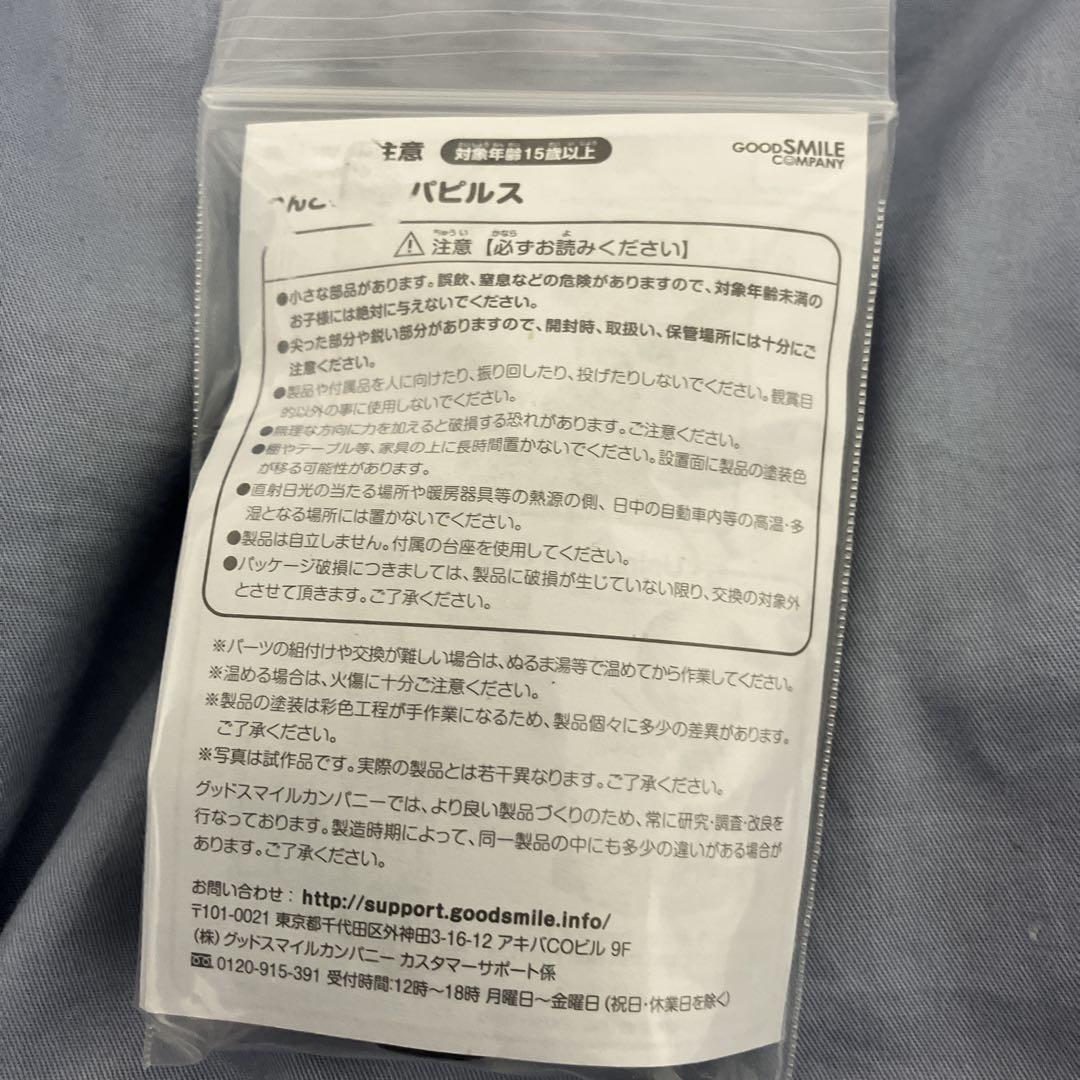 注意 対象年齢15歳以上
GOOD SMILE
COMPANY
パピルス
注意【必ずお読みください】
●小さな部品があります。誤飲、窒息などの危険がありますので、対象年齢未満の
お子様には絶対に与えないでください。
●尖った部分や鋭い部分がありますので、開封時、取扱い、保管場所には十分にご
注意ください。
●製品や付属品を人に向けたり、振り回したり、投げたりしないでください。観賞目
的以外の事に使用しないでください。
●無理な方向に力を加えると破損する恐れがあります。ご注意ください。
●棚やテーブル等、家具の上に長時間置かないでください。設置面に製品の塗装色
が移る可能性があります。
●直射日光の当たる場所や暖房器具等の熱源の側、日中の自動車内等の高温・多
湿となる場所には置かないでください。
●製品は自立しません。付属の台座を使用してください。
●パッケージ破損につきましては、製品に破損が生じていない限り、交換の対象外
とさせて頂きます。ご了承ください。
※パーツの組付けや交換が難しい場合は、ぬるま湯等で温めてから作業してください。
※温める場合は、火傷に十分ご注意ください。
※製品の塗装は彩色工程が手作業になるため、製品個々に多少の差異があります。
ご了承ください。
※写真は試作品です。実際の製品とは若干異なります。ご了承ください。
グッドスマイルカンパニーでは、より良い製品づくりのため、常に研究・調査・改良を
行なっております。製造時期によって、同一製品の中にも多少の違いがある場合が
あります。ご了承ください。
お問い合わせ：http://support.goodsmile.info/
〒101-0021 東京都千代田区外神田3-16-12 アキバCOビル 9F
（株）グッドスマイルカンパニー カスタマーサポート係
0120-915-391 受付時間：12時～18時 月曜日～金曜日（祝日・休業日を除く）